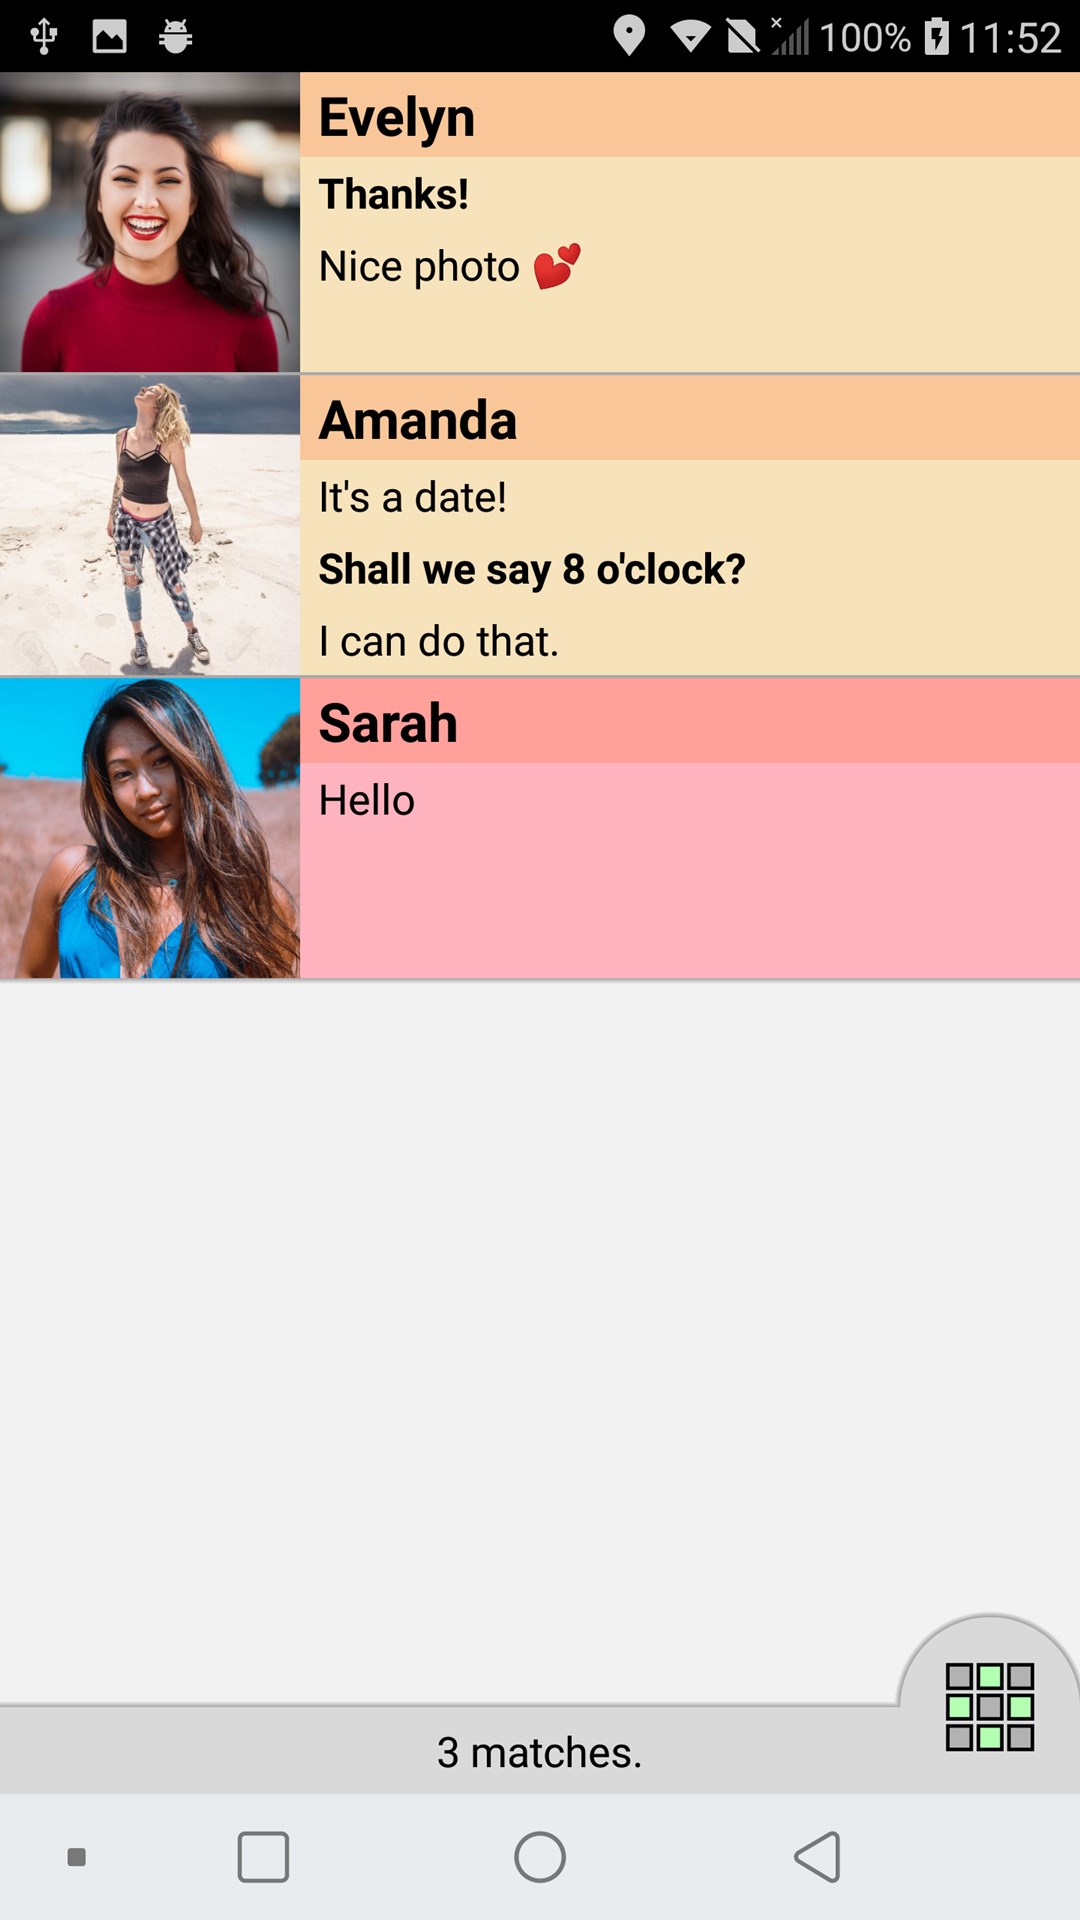 100% 11:52
Evelyn
Thanks!
Nice photo 💕
Amanda
It's a date!
Shall we say 8 o'clock?
I can do that.
Sarah
Hello
3 matches.